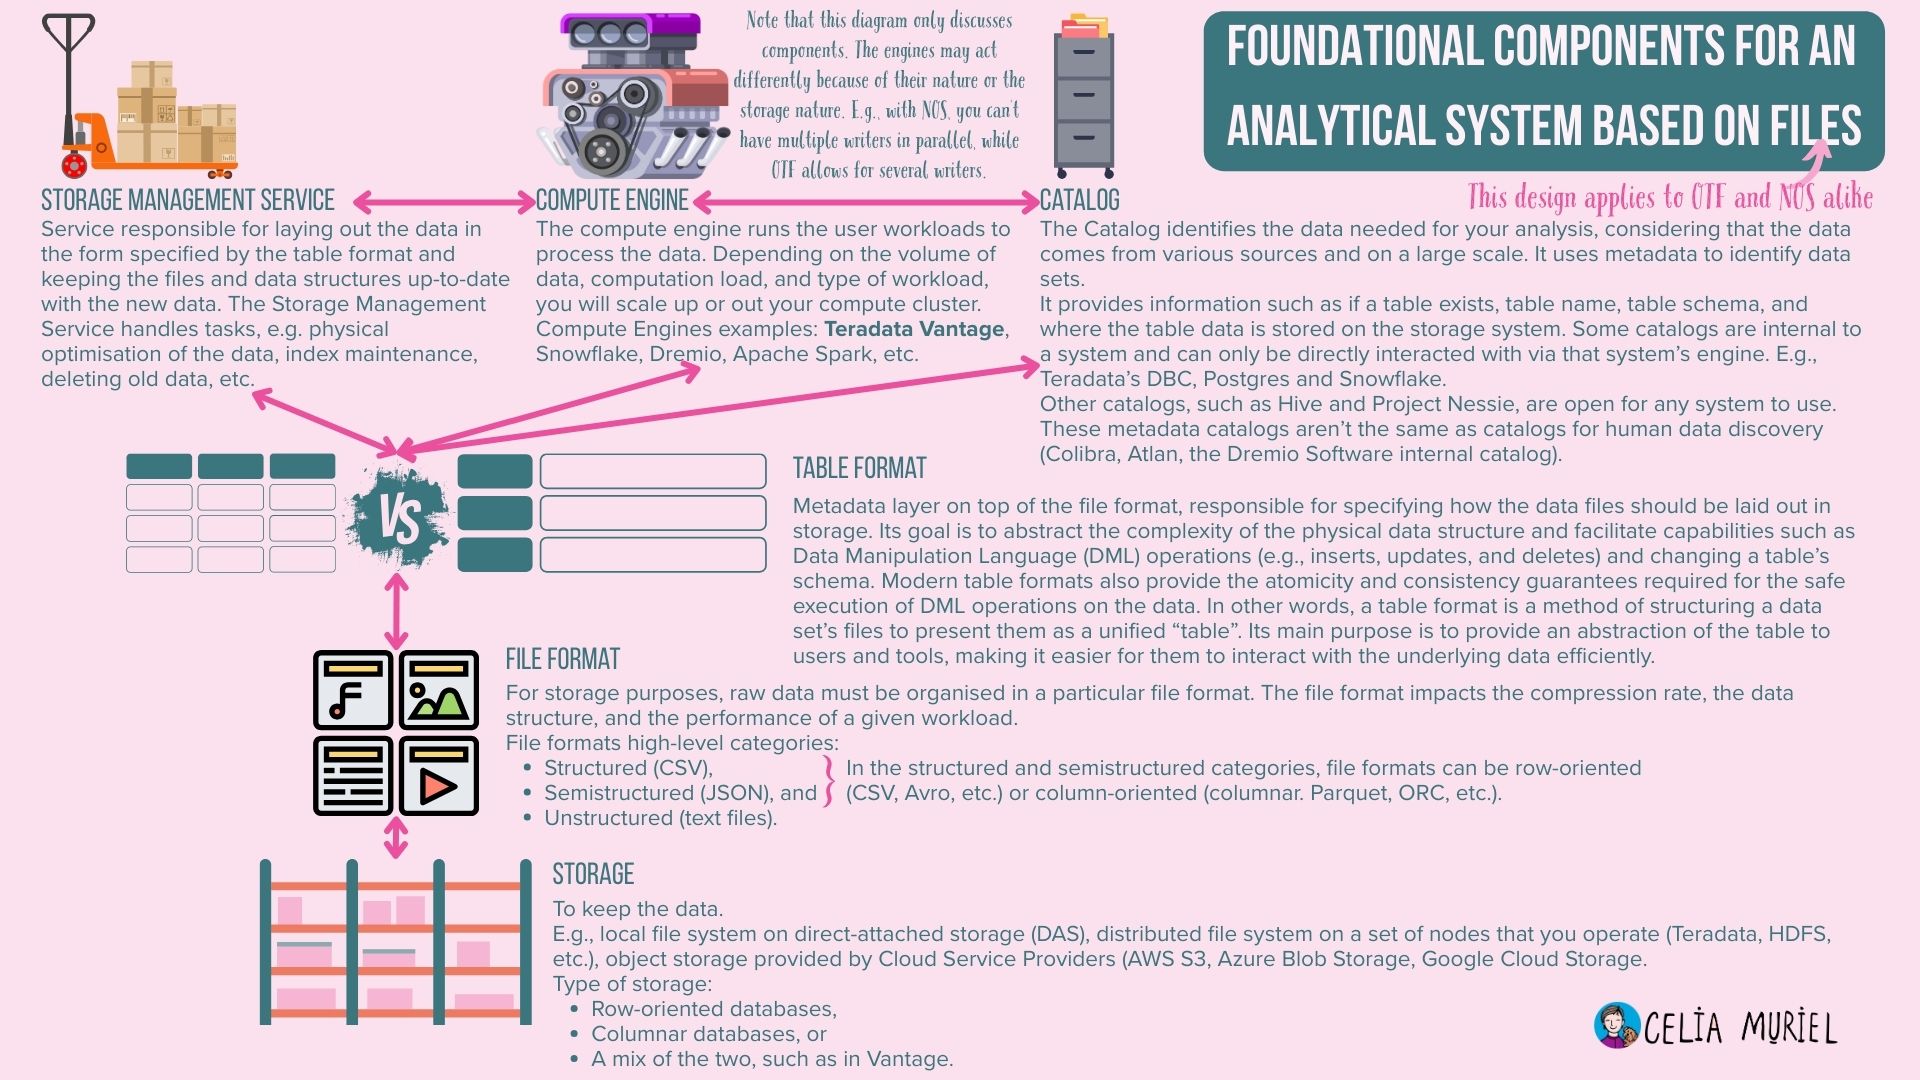 Note that this diagram only discusses
components. The engines may act
differently because of their nature or the
storage nature. E.g., with NOS, you can't
have multiple writers in parallel, while
OTF allows for several writers.
FOUNDATIONAL COMPONENTS FOR AN
ANALYTICAL SYSTEM BASED ON FILES
This design applies to OTF and NOS alike
STORAGE MANAGEMENT SERVICE
Service responsible for laying out the data in
the form specified by the table format and
keeping the files and data structures up-to-date
with the new data. The Storage Management
Service handles tasks, e.g. physical
optimisation of the data, index maintenance,
deleting old data, etc.
COMPUTE ENGINE
The compute engine runs the user workloads to
process the data. Depending on the volume of
data, computation load, and type of workload,
you will scale up or out your compute cluster.
Compute Engines examples: Teradata Vantage,
Snowflake, Dremio, Apache Spark, etc.
CATALOG
The Catalog identifies the data needed for your analysis, considering that the data
comes from various sources and on a large scale. It uses metadata to identify data
sets.
It provides information such as if a table exists, table name, table schema, and
where the table data is stored on the storage system. Some catalogs are internal to
a system and can only be directly interacted with via that system’s engine. E.g.,
Teradata’s DBC, Postgres and Snowflake.
Other catalogs, such as Hive and Project Nessie, are open for any system to use.
These metadata catalogs aren’t the same as catalogs for human data discovery
(Colibra, Atlan, the Dremio Software internal catalog).
VS
TABLE FORMAT
Metadata layer on top of the file format, responsible for specifying how the data files should be laid out in
storage. Its goal is to abstract the complexity of the physical data structure and facilitate capabilities such as
Data Manipulation Language (DML) operations (e.g., inserts, updates, and deletes) and changing a table’s
schema. Modern table formats also provide the atomicity and consistency guarantees required for the safe
execution of DML operations on the data. In other words, a table format is a method of structuring a data
set’s files to present them as a unified “table”. Its main purpose is to provide an abstraction of the table to
users and tools, making it easier for them to interact with the underlying data efficiently.
FILE FORMAT
For storage purposes, raw data must be organised in a particular file format. The file format impacts the compression rate, the data
structure, and the performance of a given workload.
File formats high-level categories:
• Structured (CSV),
• Semistructured (JSON), and
• Unstructured (text files).
In the structured and semistructured categories, file formats can be row-oriented
(CSV, Avro, etc.) or column-oriented (columnar. Parquet, ORC, etc.).
STORAGE
To keep the data.
E.g., local file system on direct-attached storage (DAS), distributed file system on a set of nodes that you operate (Teradata, HDFS,
etc.), object storage provided by Cloud Service Providers (AWS S3, Azure Blob Storage, Google Cloud Storage.
Type of storage:
• Row-oriented databases,
• Columnar databases, or
• A mix of the two, such as in Vantage.
CELIA MURIEL